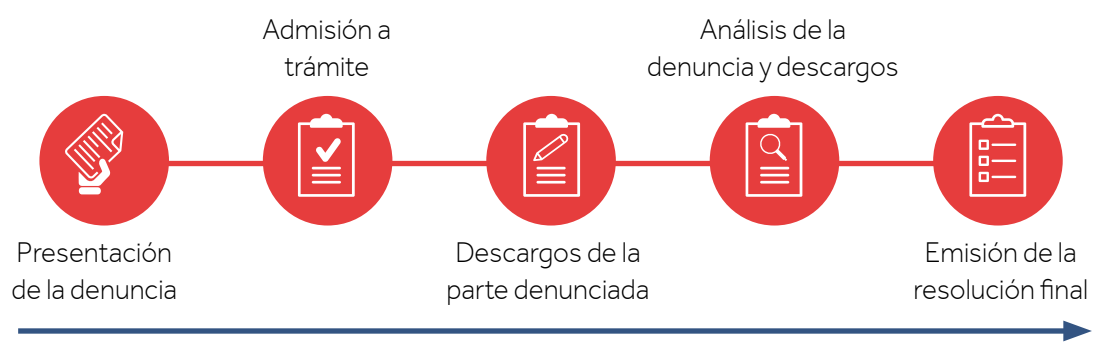 Presentación
de la denuncia
Admisión a
trámite
Descargos de la
parte denunciada
Análisis de la
denuncia y descargos
Emisión de la
resolución final